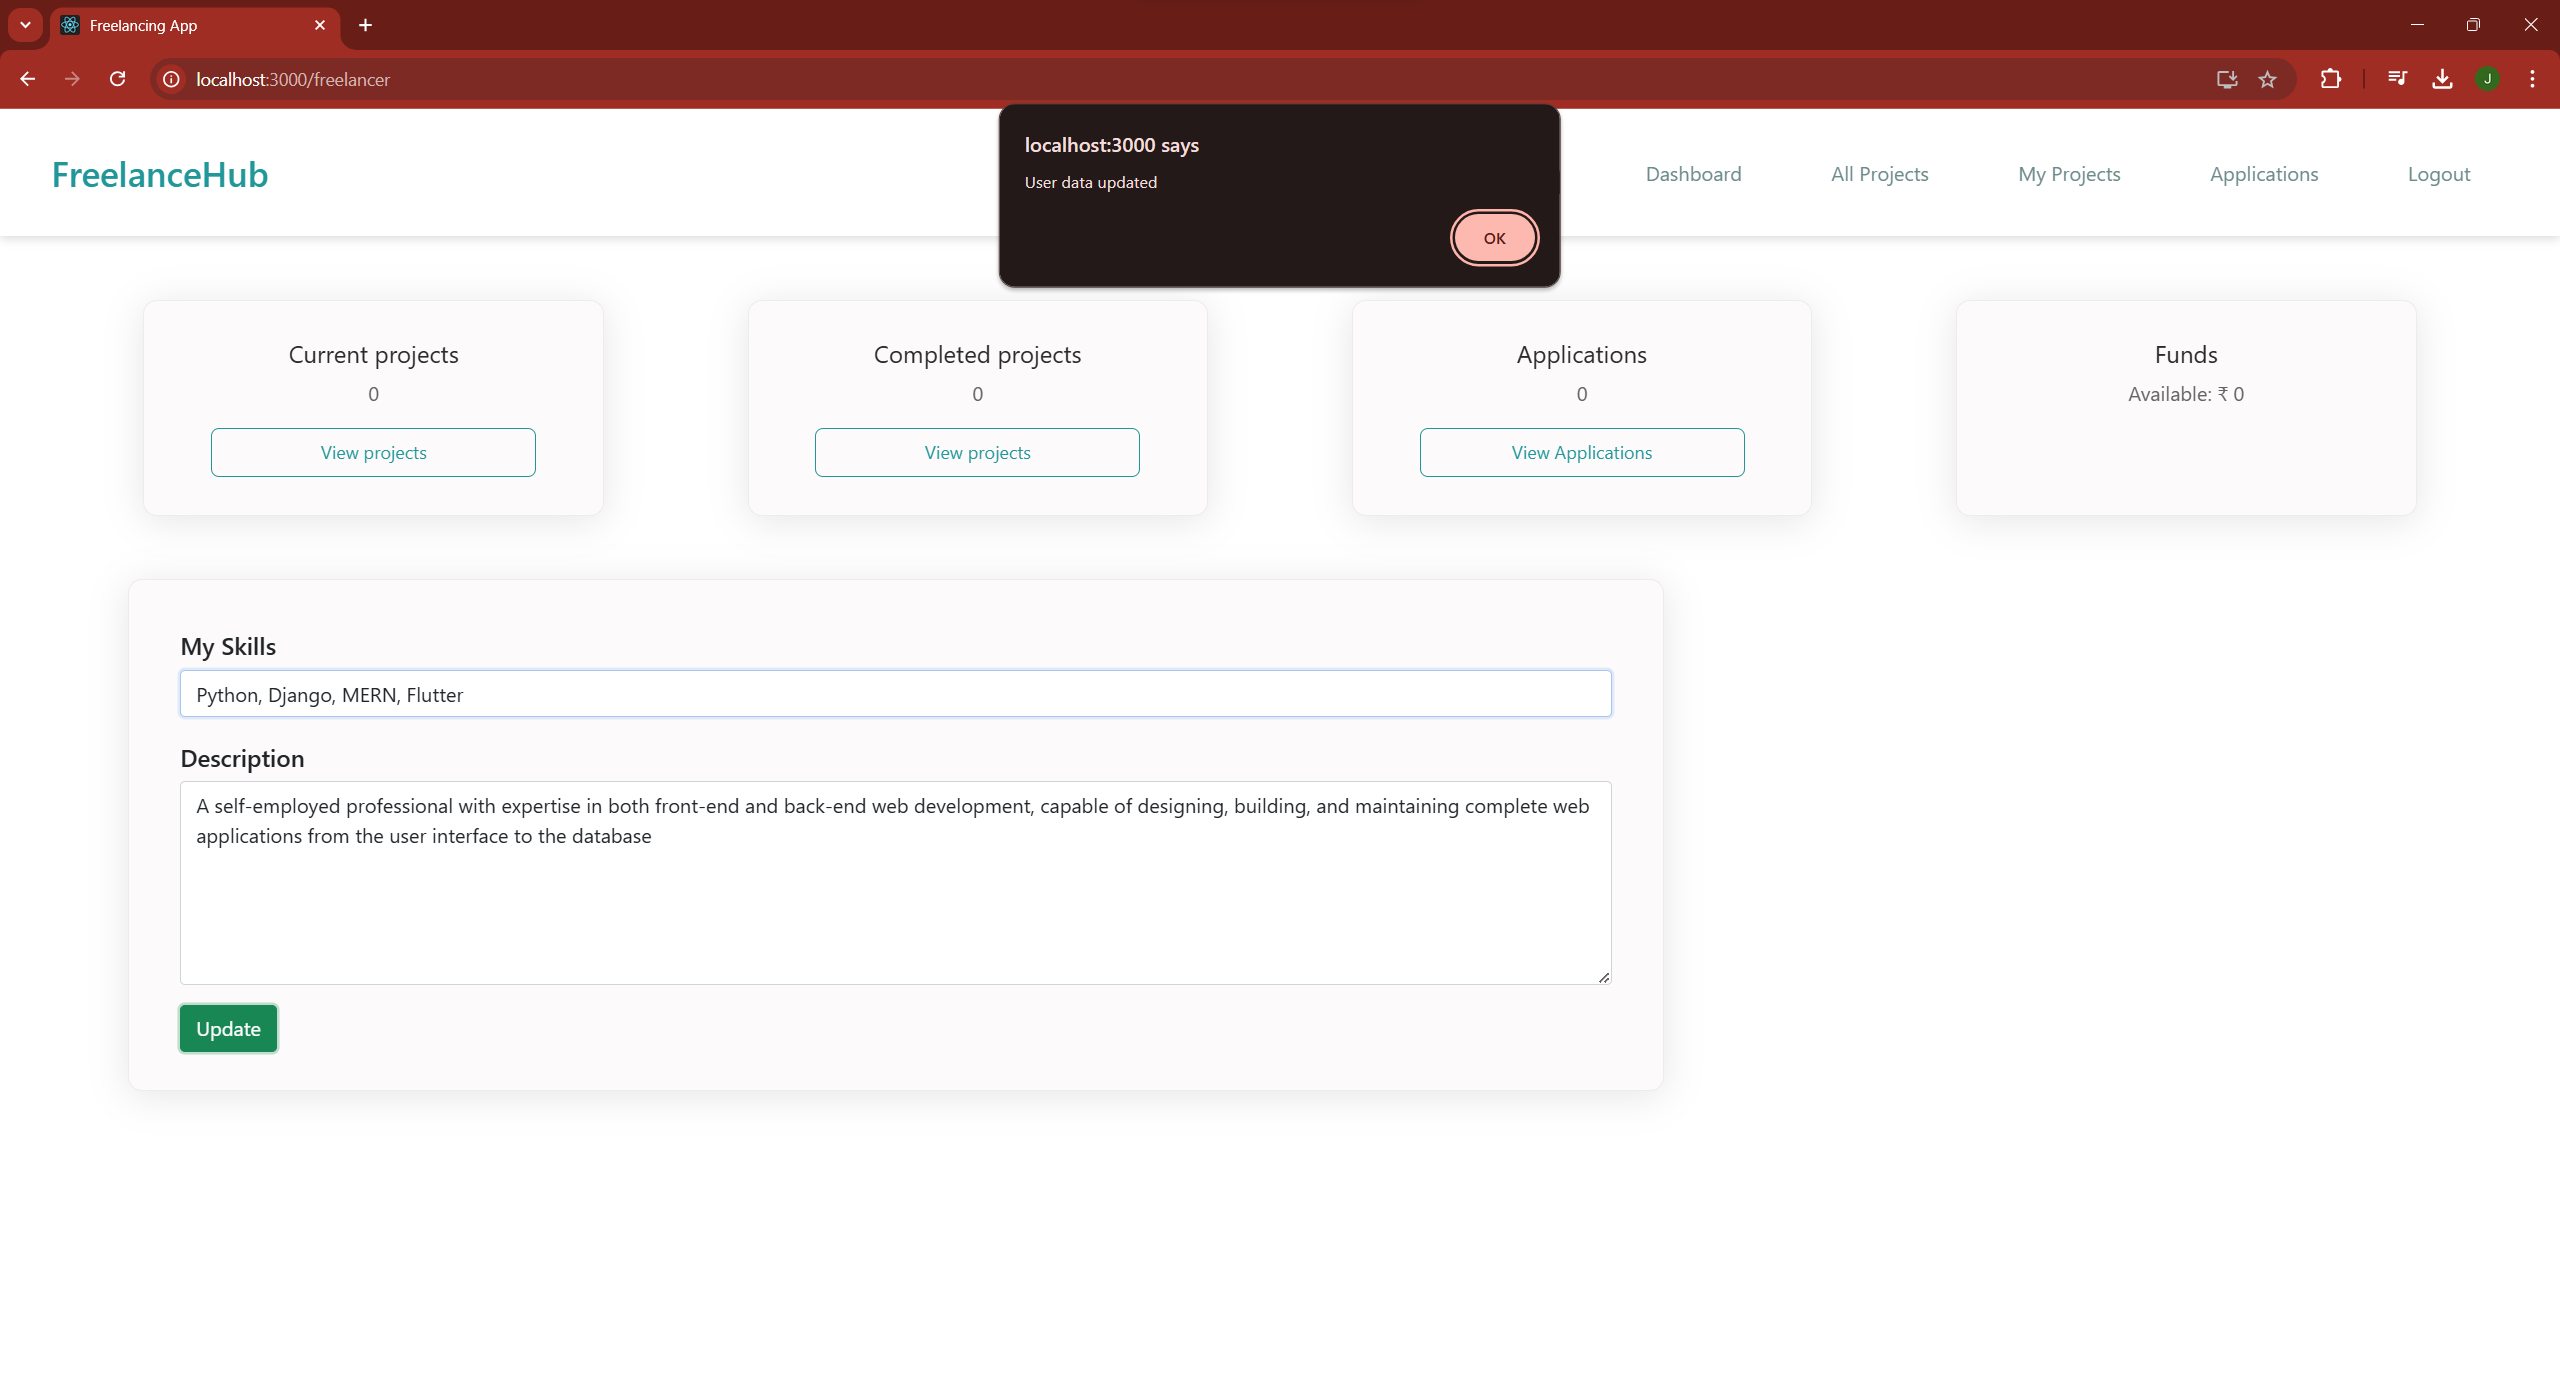 Freelancing App
localhost:3000/freelancer
J
localhost:3000 says
User data updated
OK
FreelanceHub
Dashboard
All Projects
My Projects
Applications
Logout
Current projects
0
View projects
Completed projects
0
View projects
Applications
0
View Applications
Funds
Available: ₹ 0
My Skills
Python, Django, MERN, Flutter
Description
A self-employed professional with expertise in both front-end and back-end web development, capable of designing, building, and maintaining complete web
applications from the user interface to the database
Update